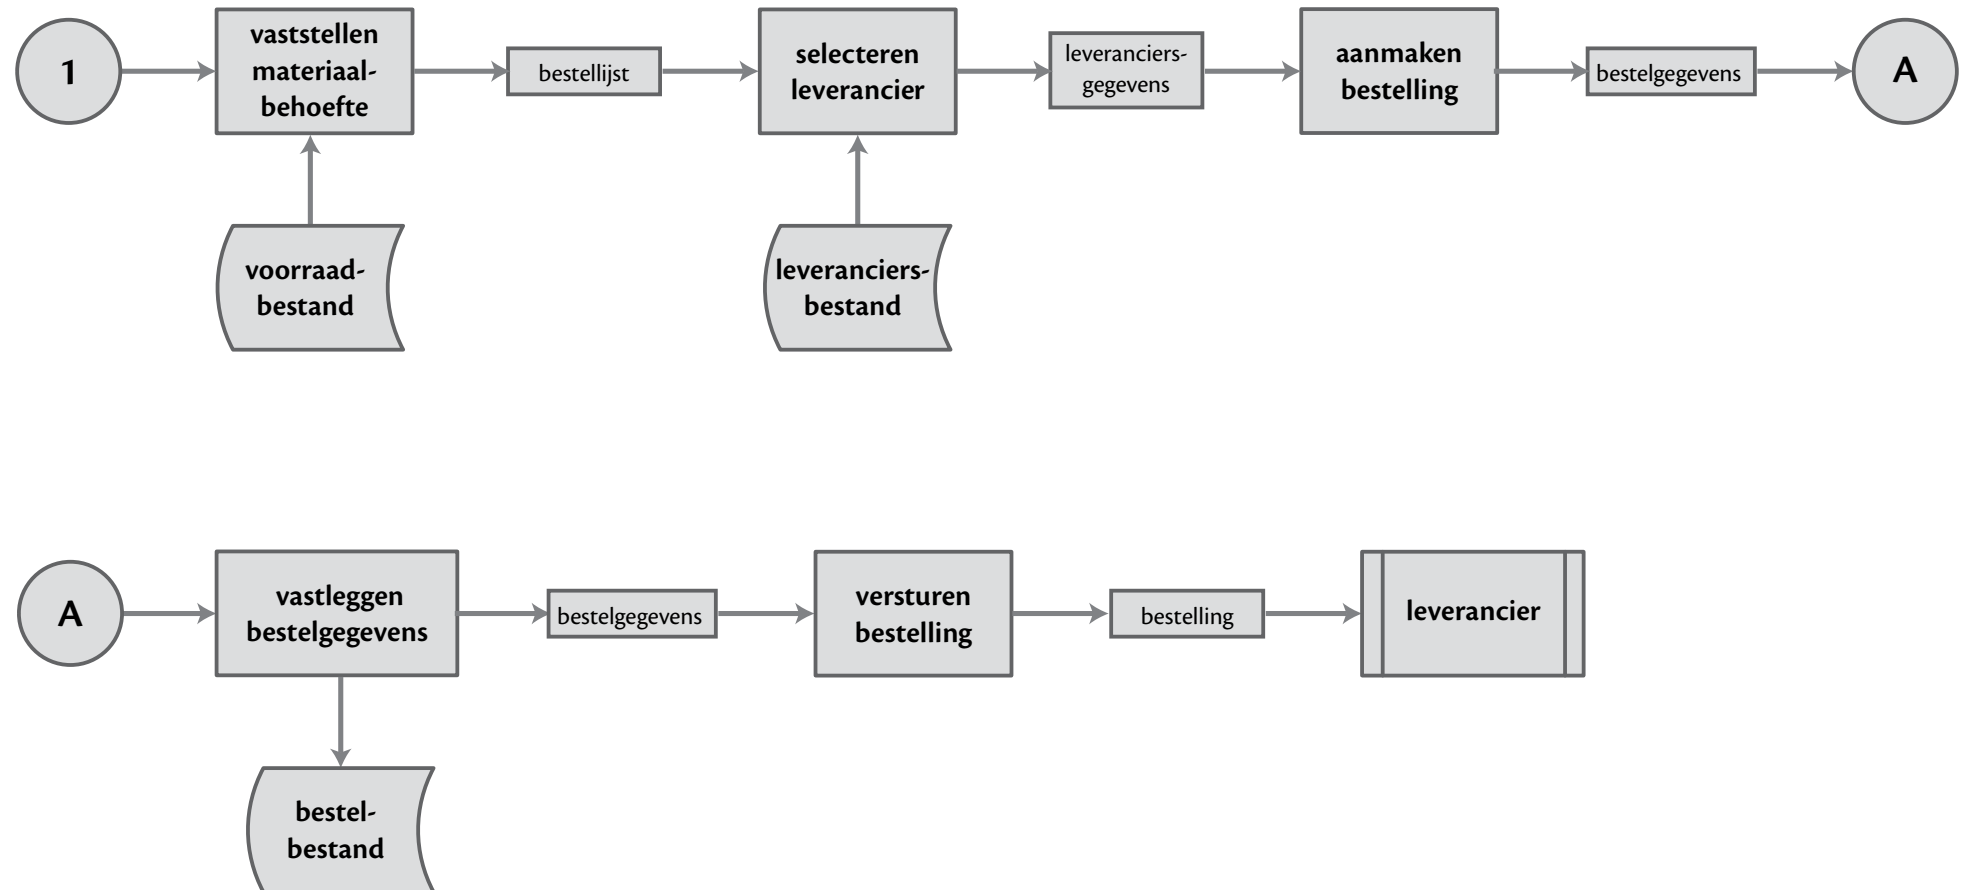 1
vaststellen
materiaal-
behoefte
bestellijst
selecteren
leverancier
leveranciers-
gegevens
aanmaken
bestelling
bestelgegevens
A
voorraad-
bestand
leveranciers-
bestand
A
vastleggen
bestelgegevens
bestelgegevens
versturen
bestelling
bestelling
leverancier
bestel-
bestand